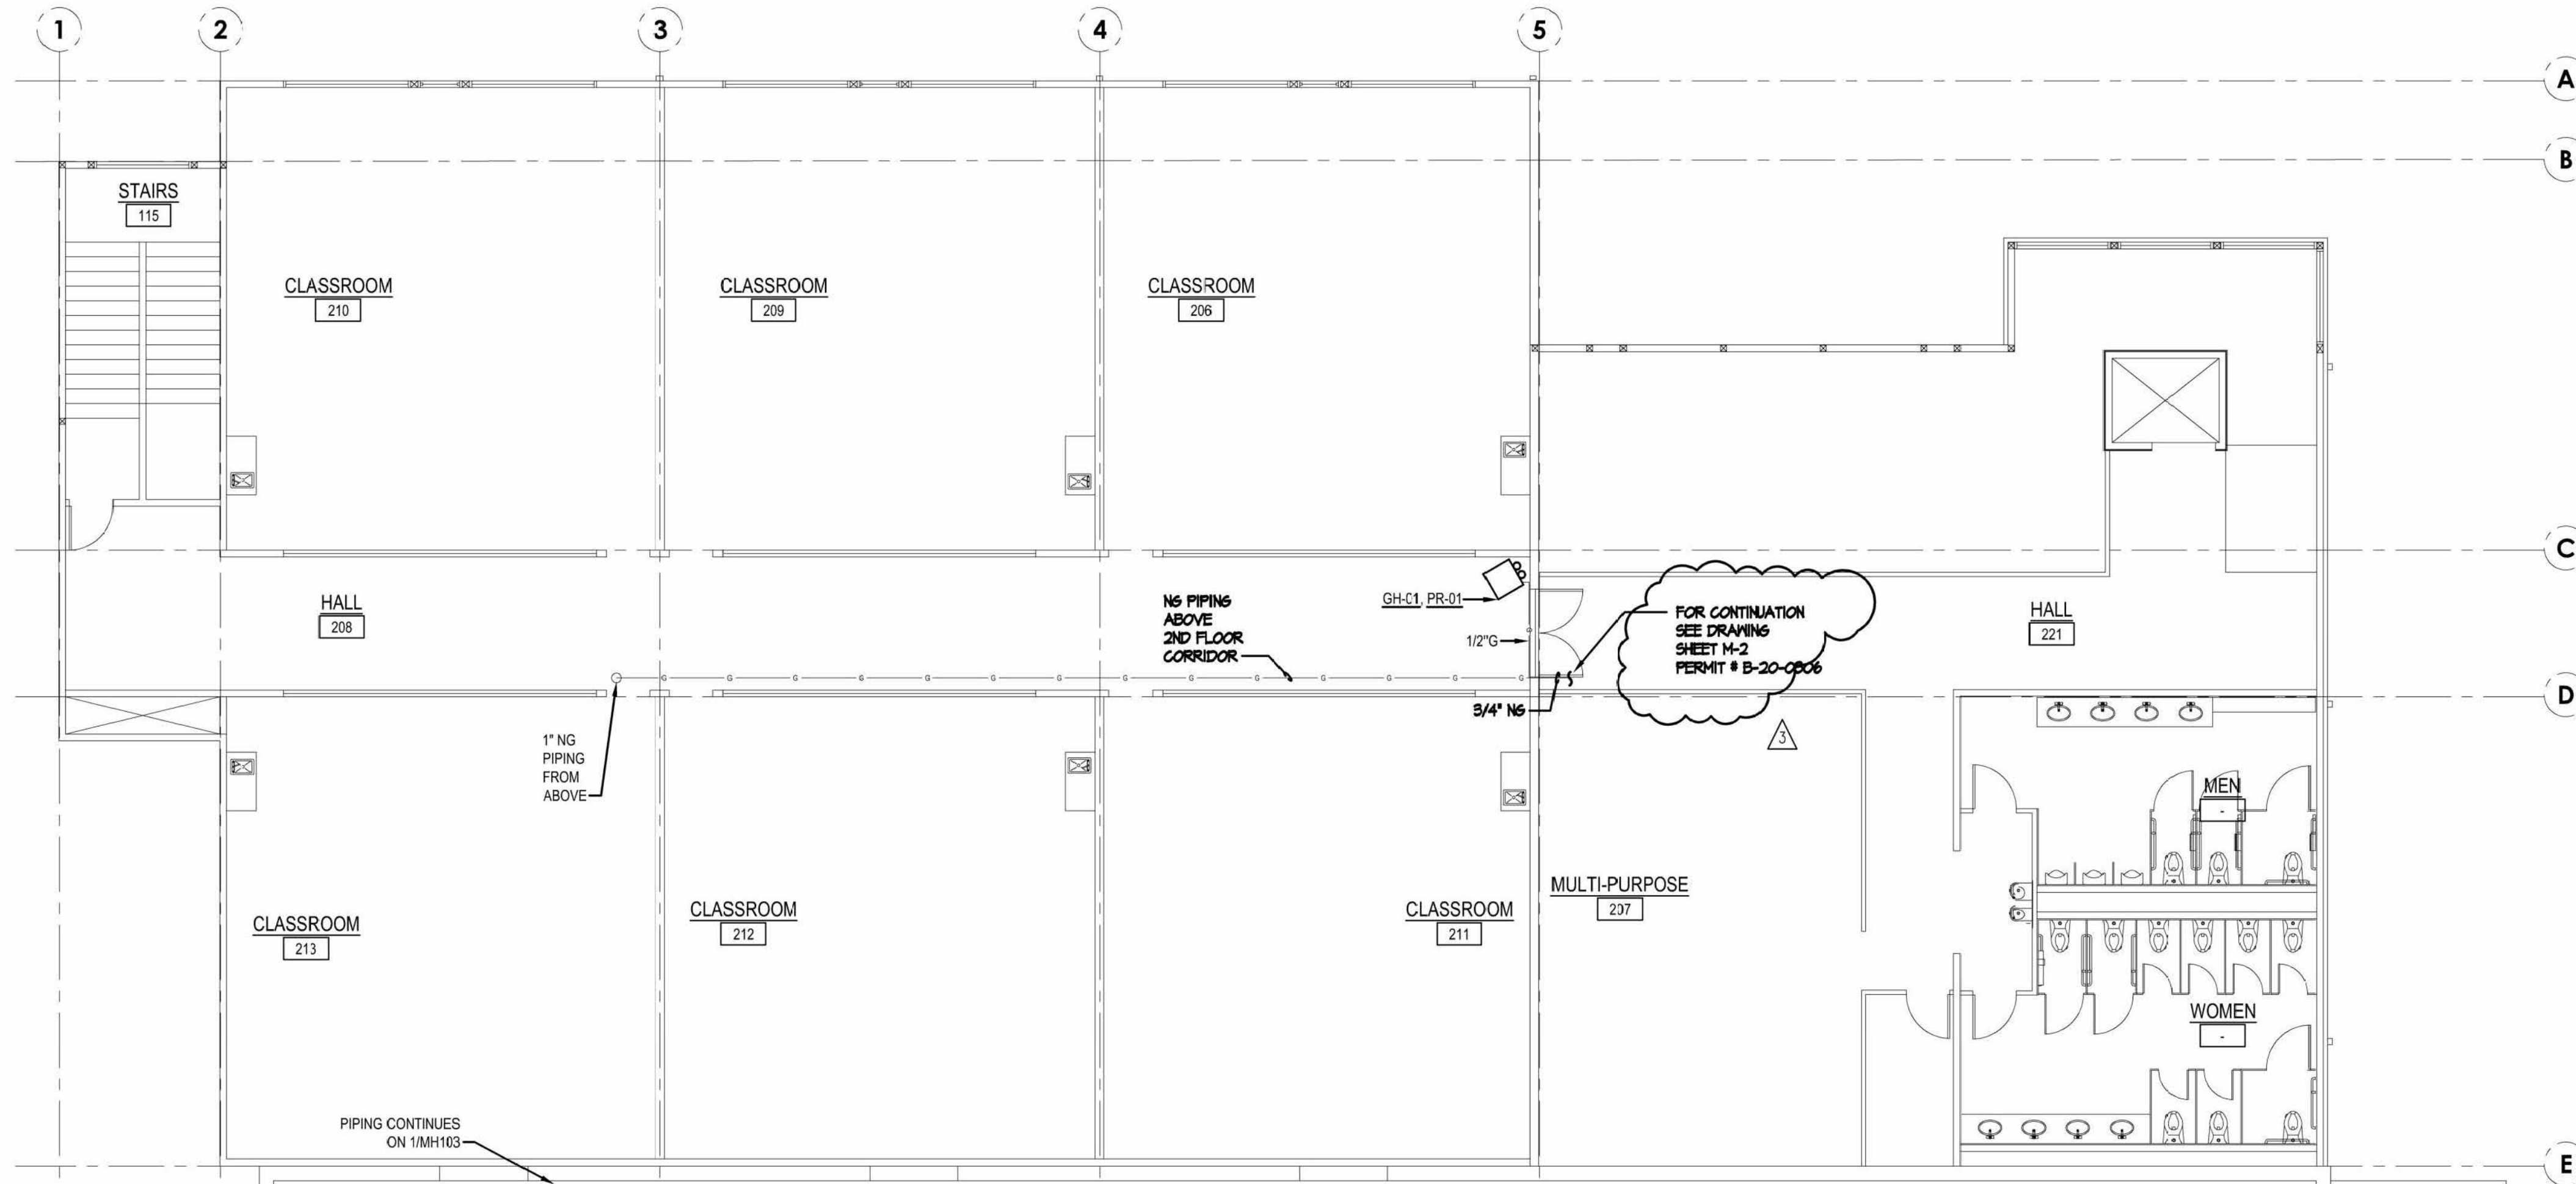 1
2
3
4
5
A
B
STAIRS
115
CLASSROOM
210
CLASSROOM
209
CLASSROOM
206
C
HALL
208
NG PIPING
ABOVE
2ND FLOOR
CORRIDOR
GH-01, PR-01
1/2"G
FOR CONTINUATION
SEE DRAWING
SHEET M-2
PERMIT # B-20-0806
HALL
221
G G G G G G G G G G G G G G
3/4" NG
D
3
1" NG
PIPING
FROM
ABOVE
MEN
-
CLASSROOM
213
CLASSROOM
212
CLASSROOM
211
MULTI-PURPOSE
207
WOMEN
-
PIPING CONTINUES
ON 1/MH103
E